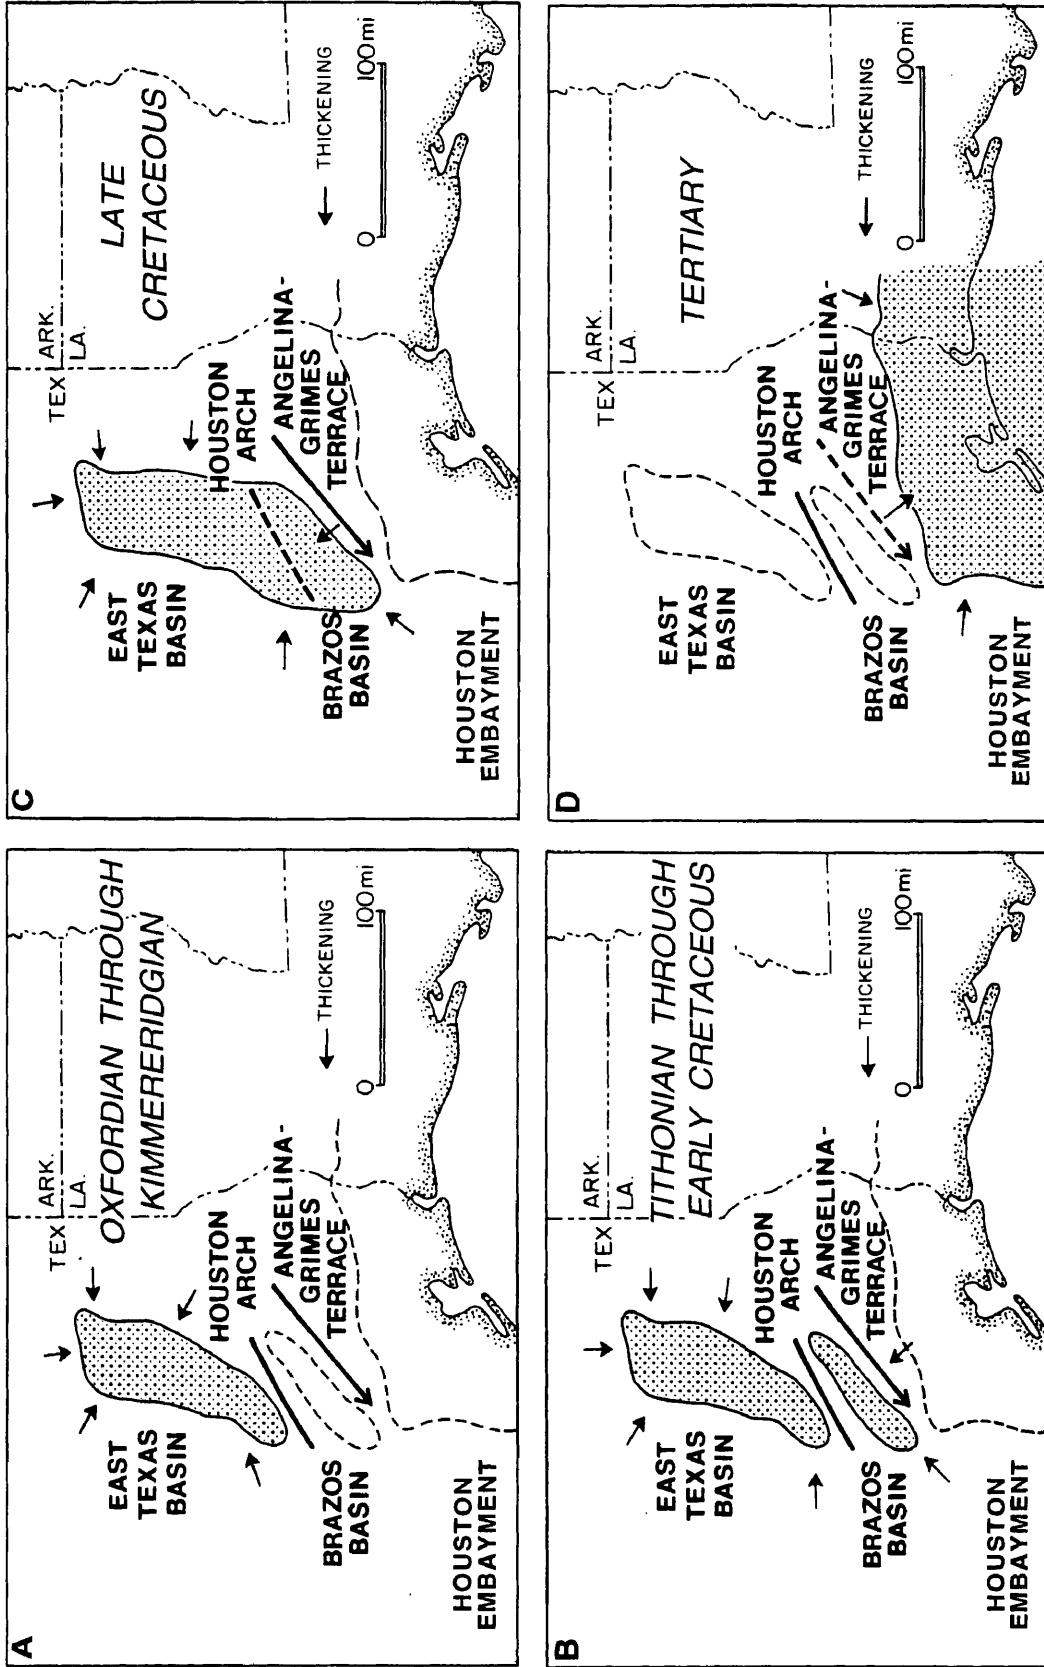 A
OXFORDIAN THROUGH
KIMMERERIDGIAN
TEX
ARK.
LA.
EAST
TEXAS
BASIN
HOUSTON
ARCH
ANGELINA-
GRIMES
TERRACE
BRAZOS
BASIN
HOUSTON
EMBAYMENT
THICKENING
0 100mi
B
TITHONIAN THROUGH
EARLY CRETACEOUS
TEX
ARK.
LA.
EAST
TEXAS
BASIN
HOUSTON
ARCH
ANGELINA-
GRIMES
TERRACE
BRAZOS
BASIN
HOUSTON
EMBAYMENT
THICKENING
0 100mi
C
LATE
CRETACEOUS
TEX
ARK.
LA.
EAST
TEXAS
BASIN
HOUSTON
ARCH
ANGELINA-
GRIMES
TERRACE
BRAZOS
BASIN
HOUSTON
EMBAYMENT
THICKENING
0 100mi
D
TERTIARY
TEX
ARK.
LA.
EAST
TEXAS
BASIN
HOUSTON
ARCH
ANGELINA-
GRIMES
TERRACE
BRAZOS
BASIN
HOUSTON
EMBAYMENT
THICKENING
0 100mi